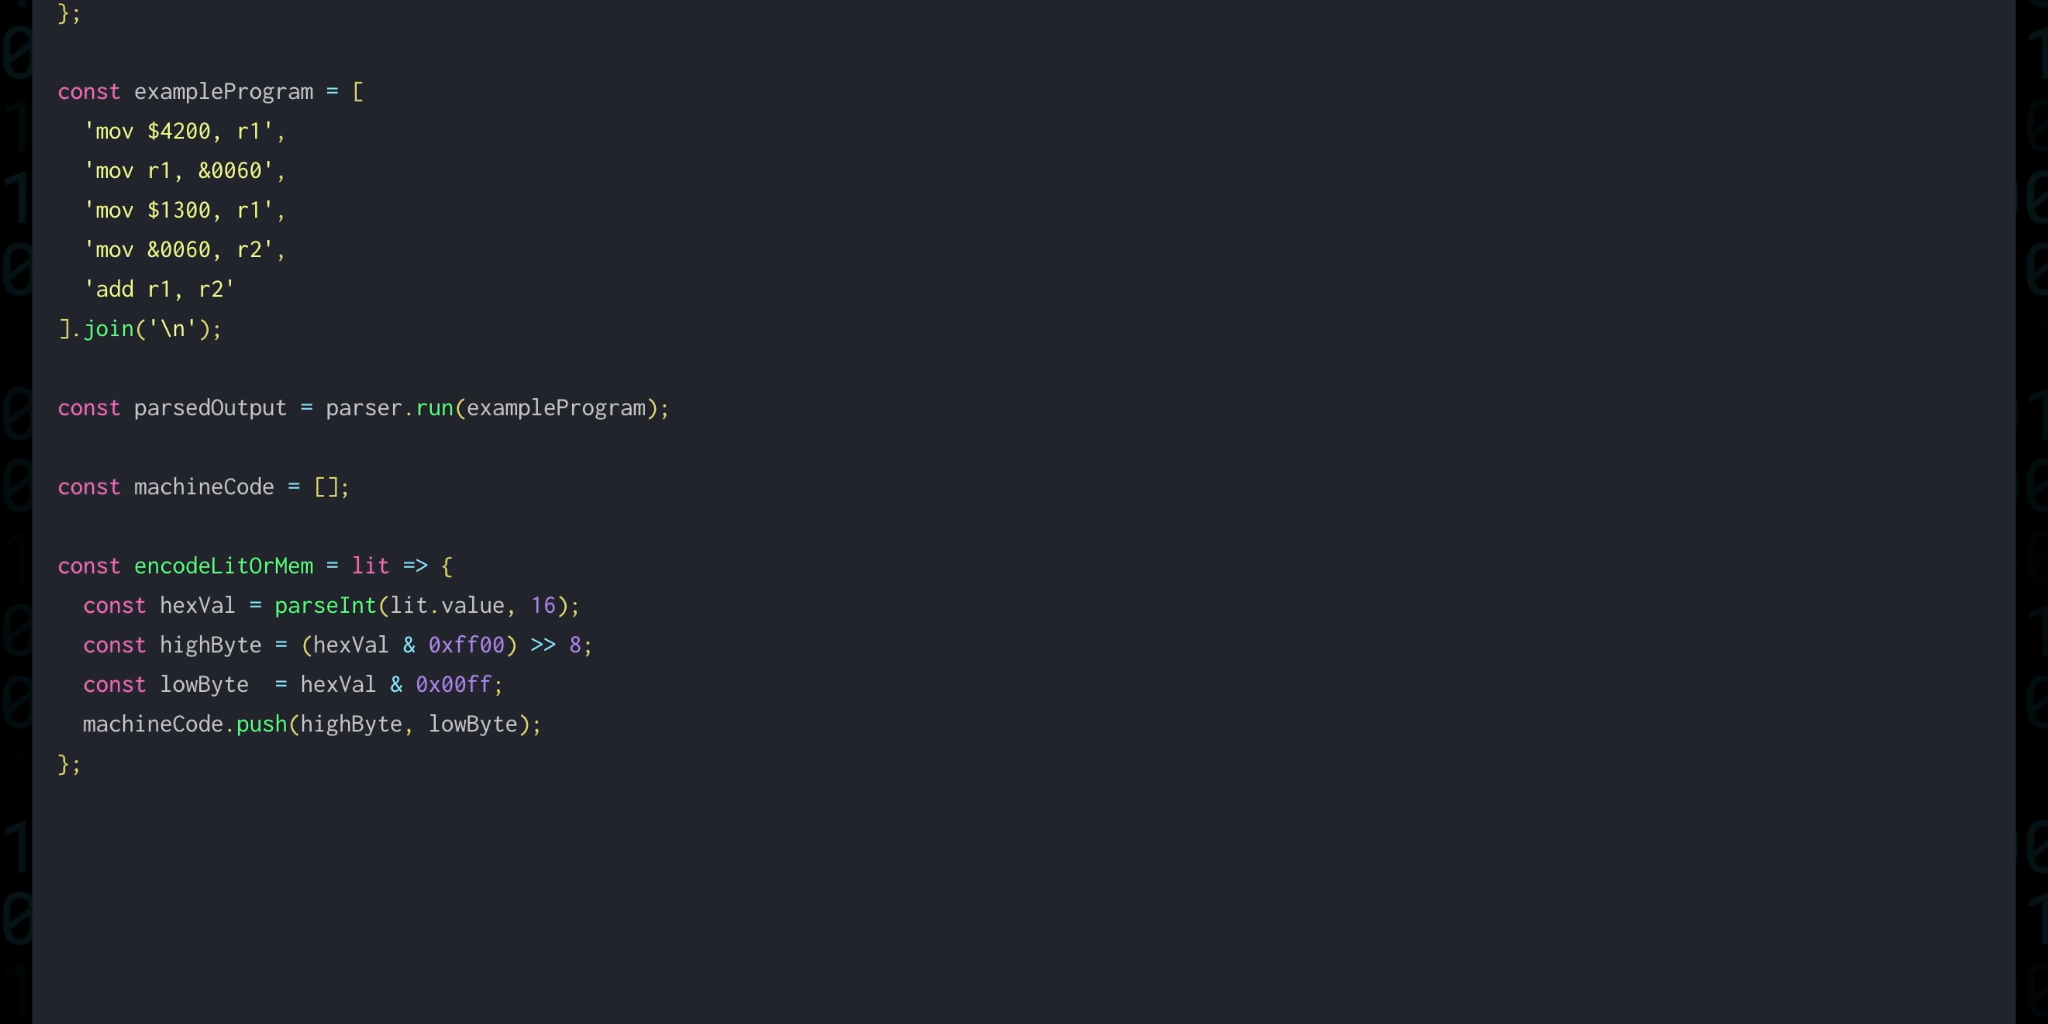 };
const exampleProgram = [
  'mov $4200, r1',
  'mov r1, &0060',
  'mov $1300, r1',
  'mov &0060, r2',
  'add r1, r2'
].join('\n');
const parsedOutput = parser.run(exampleProgram);
const machineCode = [];
const encodeLitOrMem = lit => {
  const hexVal = parseInt(lit.value, 16);
  const highByte = (hexVal & 0xff00) >> 8;
  const lowByte  = hexVal & 0x00ff;
  machineCode.push(highByte, lowByte);
};